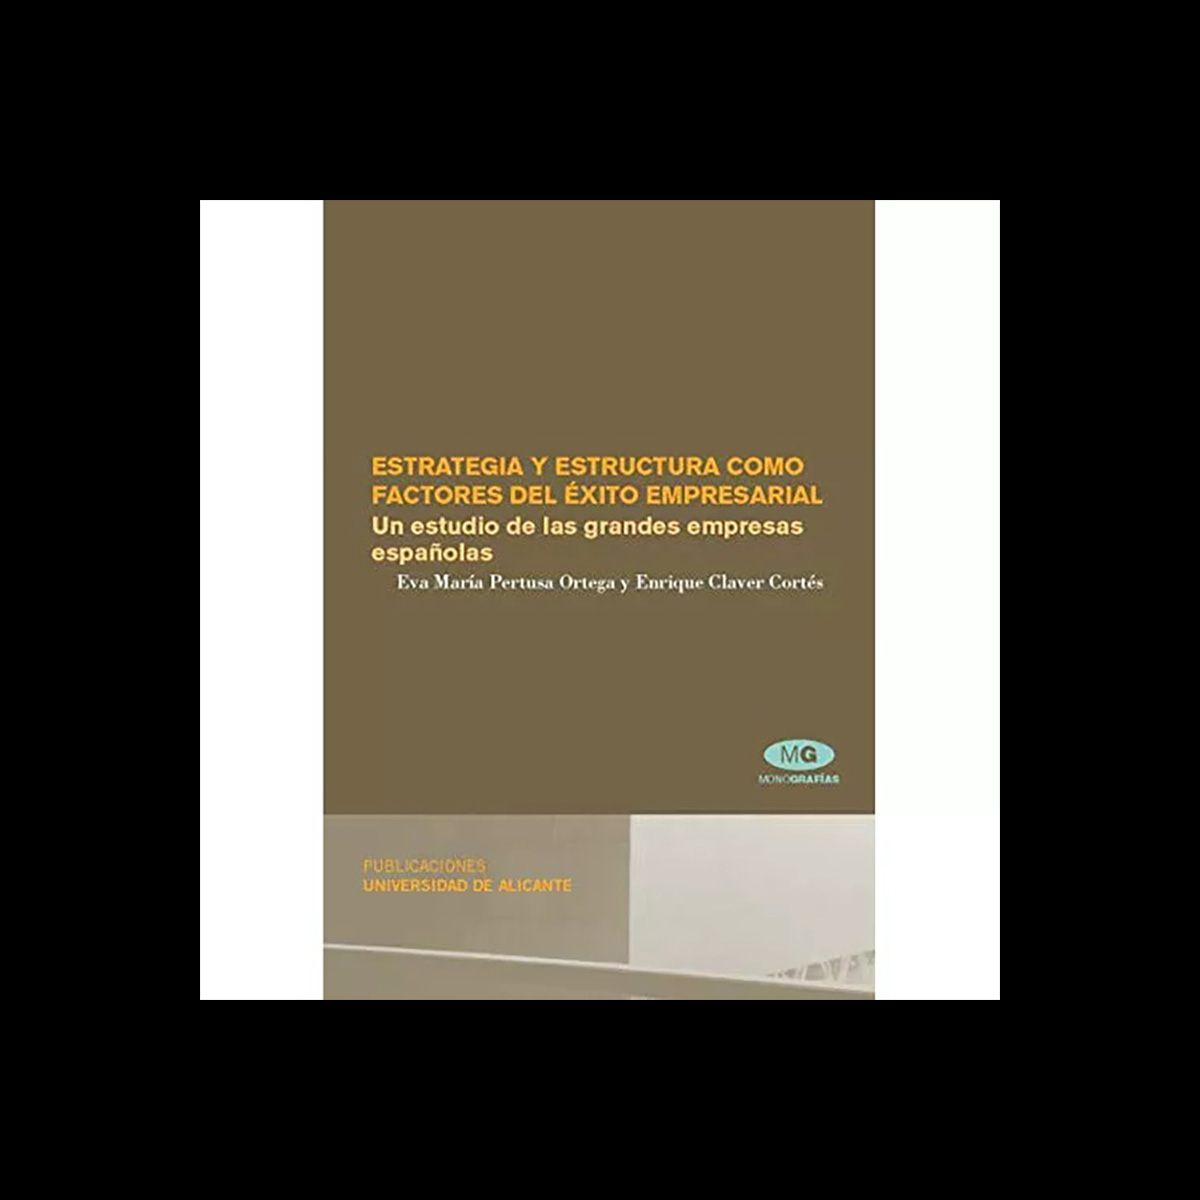 ESTRATEGIA Y ESTRUCTURA COMO
FACTORES DEL ÉXITO EMPRESARIAL
Un estudio de las grandes empresas
españolas
Eva María Pertusa Ortega y Enrique Claver Cortés
MG
MONOGRAFÍAS
PUBLICACIONES
UNIVERSIDAD DE ALICANTE